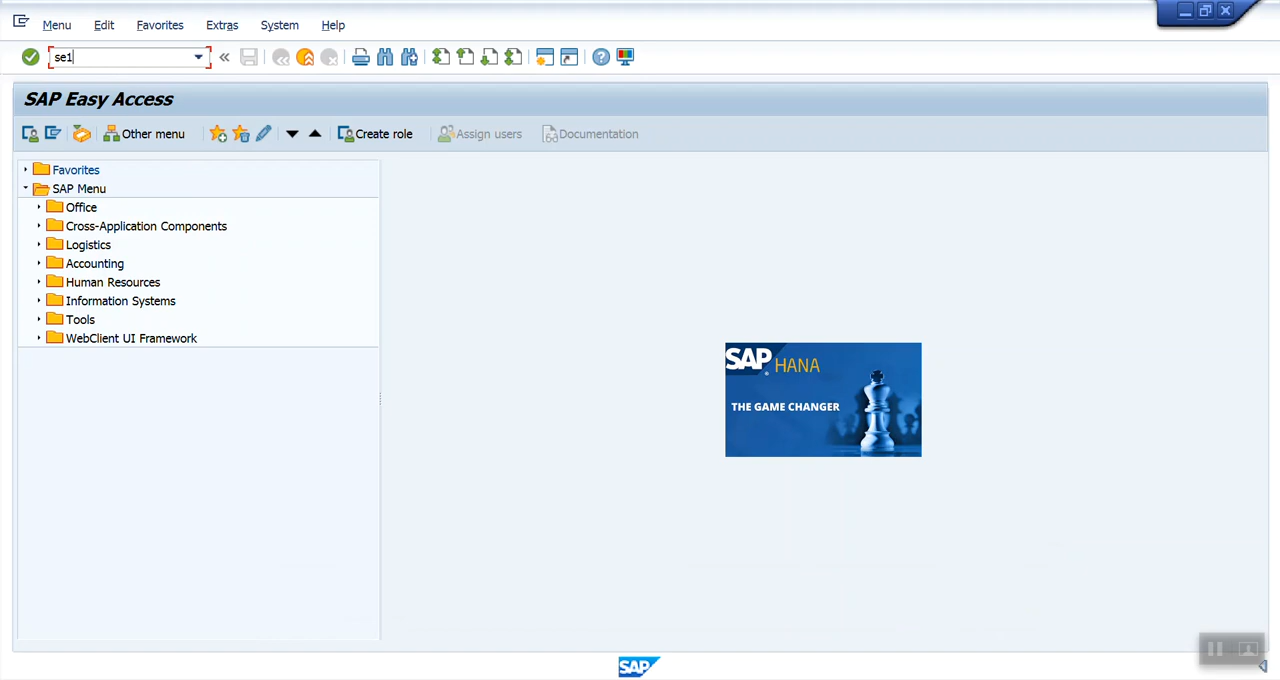 Menu Edit Favorites Extras System Help
se1
SAP Easy Access
Other menu Create role Assign users Documentation
Favorites
SAP Menu
Office
Cross-Application Components
Logistics
Accounting
Human Resources
Information Systems
Tools
WebClient UI Framework
SAP HANA
THE GAME CHANGER
SAP